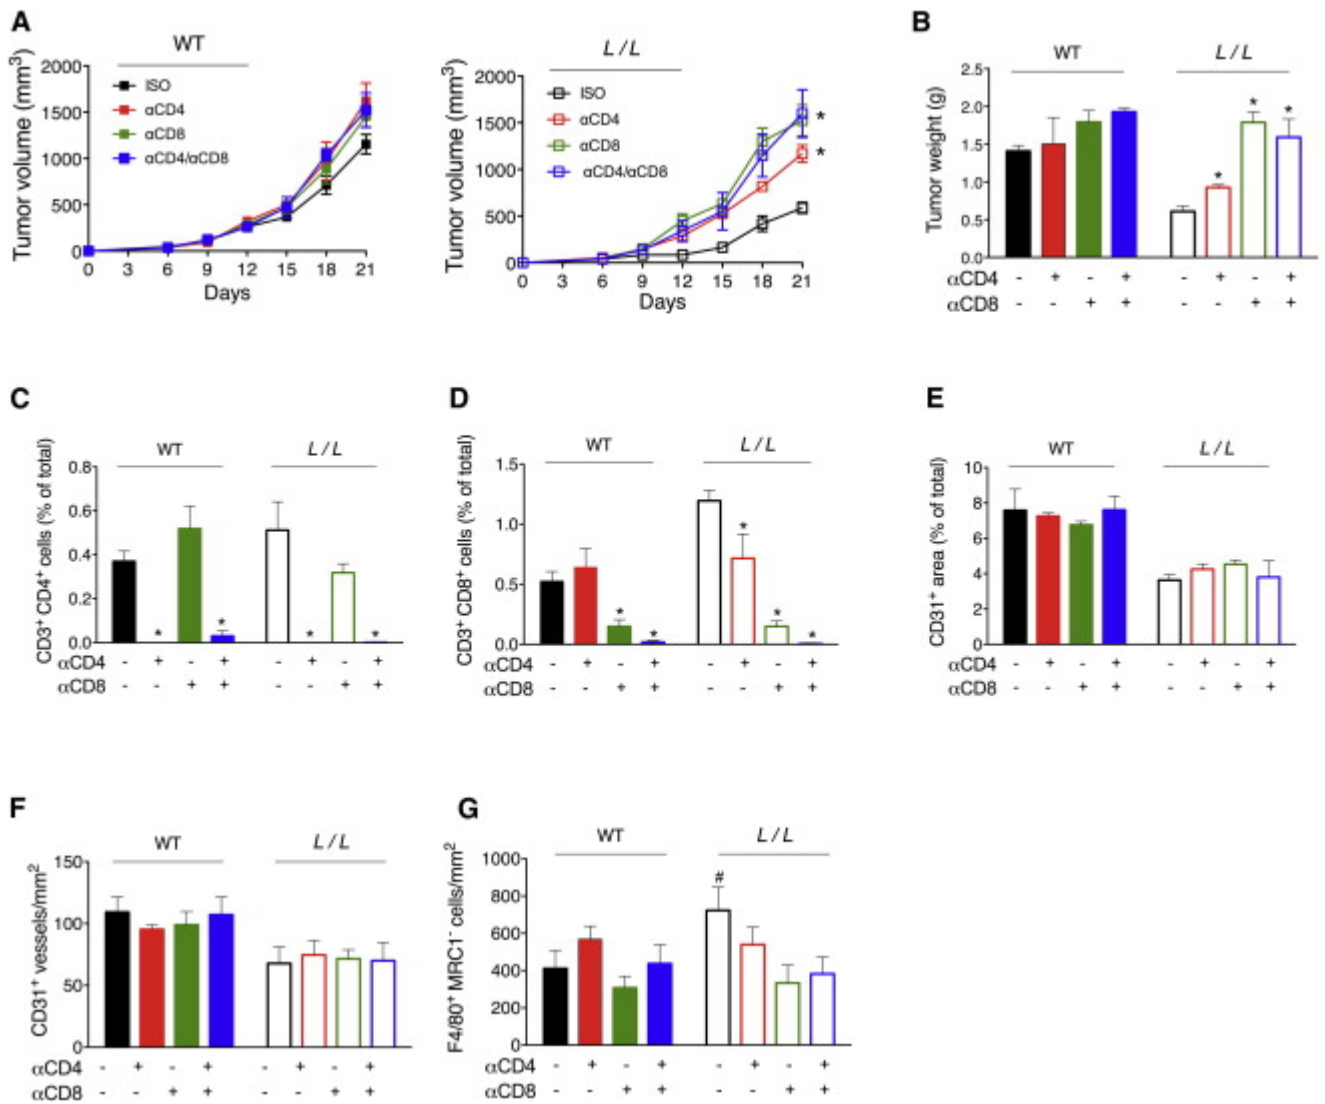 A
WT
Tumor volume (mm³)
2000
1500
1000
500
0
ISO
αCD4
αCD8
αCD4/αCD8
0 3 6 9 12 15 18 21
Days
L / L
Tumor volume (mm³)
2000
1500
1000
500
0
ISO
αCD4
αCD8
αCD4/αCD8
*
*
0 3 6 9 12 15 18 21
Days
B
WT L / L
Tumor weight (g)
2.5
2.0
1.5
1.0
0.5
0.0
* * *
αCD4 - + - + - + - +
αCD8 - - + + - - + +
C
WT L / L
CD3⁺ CD4⁺ cells (% of total)
0.8
0.6
0.4
0.2
0.0
* * * *
αCD4 - + - + - + - +
αCD8 - - + + - - + +
D
WT L / L
CD3⁺ CD8⁺ cells (% of total)
1.5
1.0
0.5
0.0
* * * * *
αCD4 - + - + - + - +
αCD8 - - + + - - + +
E
WT L / L
CD31⁺ area (% of total)
10
8
6
4
2
0
αCD4 - + - + - + - +
αCD8 - - + + - - + +
F
WT L / L
CD31⁺ vessels/mm²
150
100
50
0
αCD4 - + - + - + - +
αCD8 - - + + - - + +
G
WT L / L
F4/80⁺ MRC1⁻ cells/mm²
1000
800
600
400
200
0
#
αCD4 - + - + - + - +
αCD8 - - + + - - + +